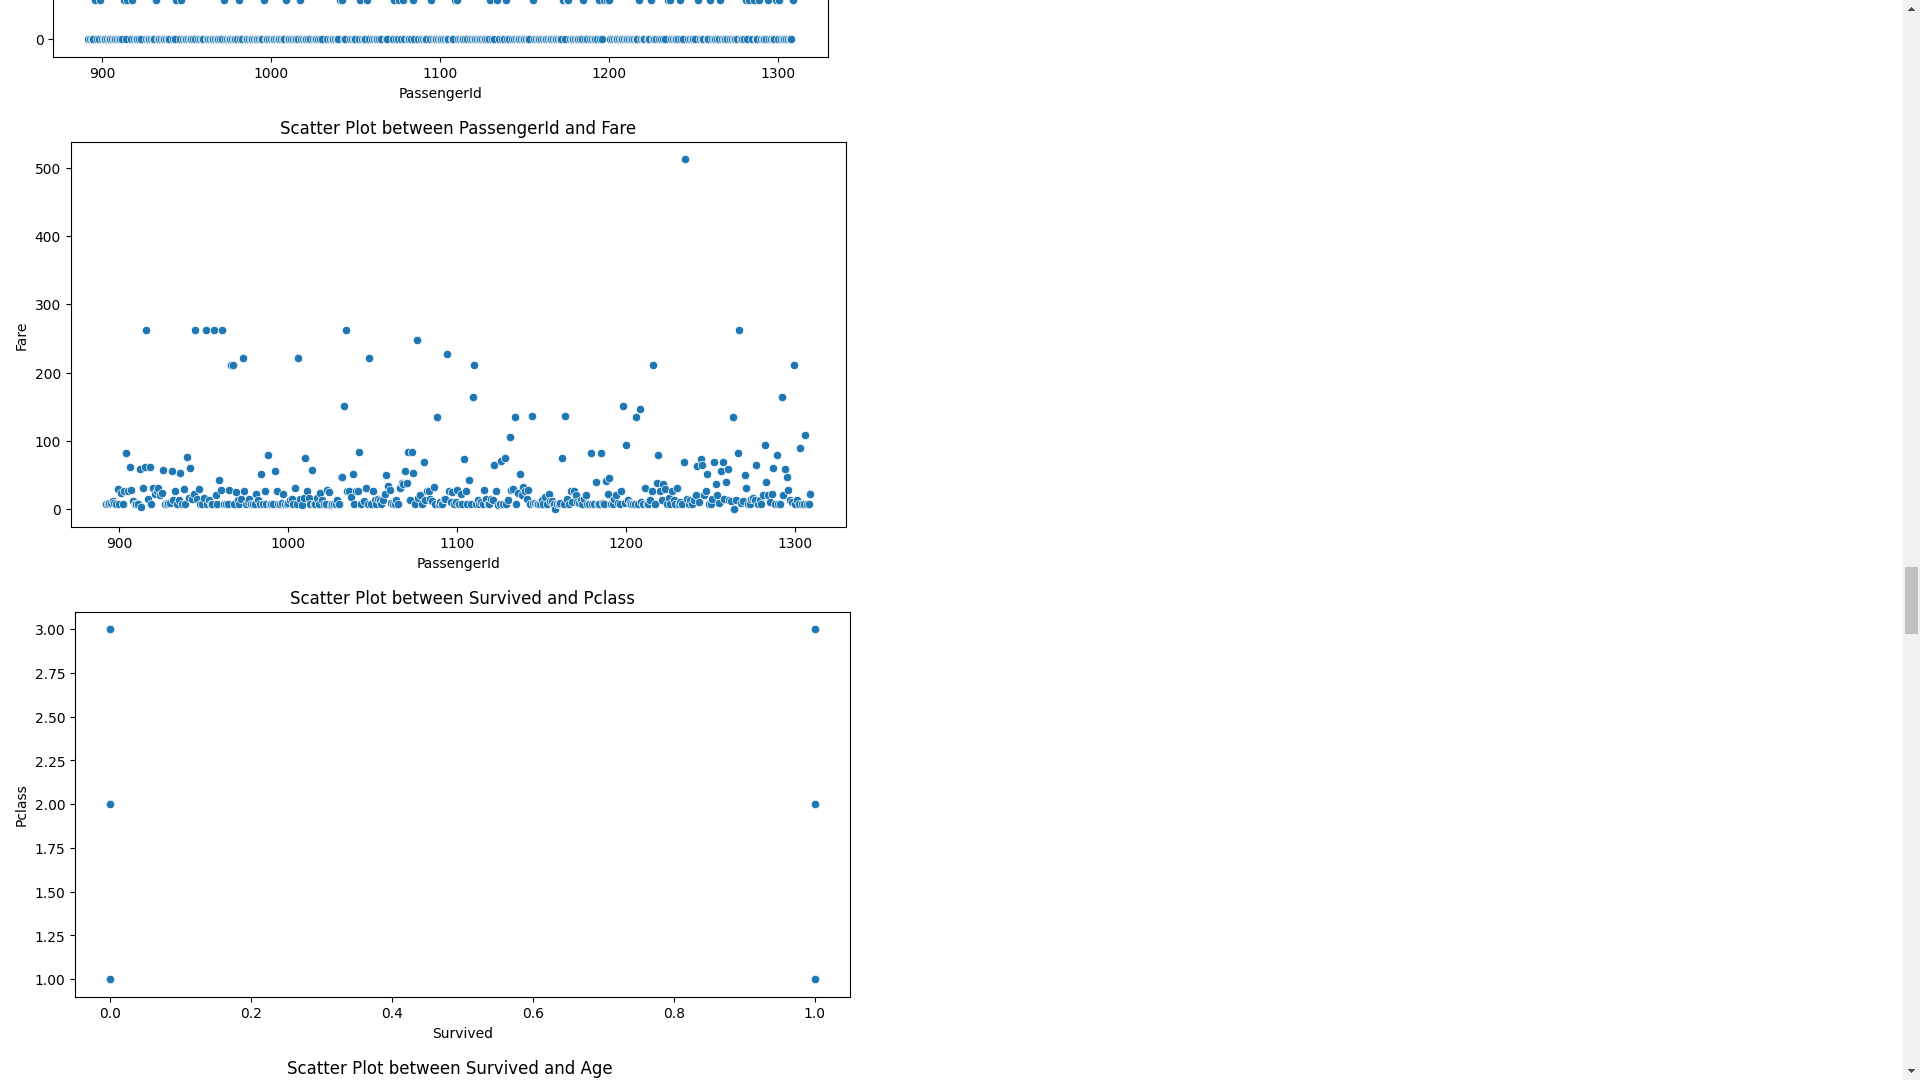 0
900 1000 1100 1200 1300
PassengerId
Scatter Plot between PassengerId and Fare
500
400
300
200
100
0
Fare
900 1000 1100 1200 1300
PassengerId
Scatter Plot between Survived and Pclass
3.00
2.75
2.50
2.25
2.00
1.75
1.50
1.25
1.00
Pclass
0.0 0.2 0.4 0.6 0.8 1.0
Survived
Scatter Plot between Survived and Age